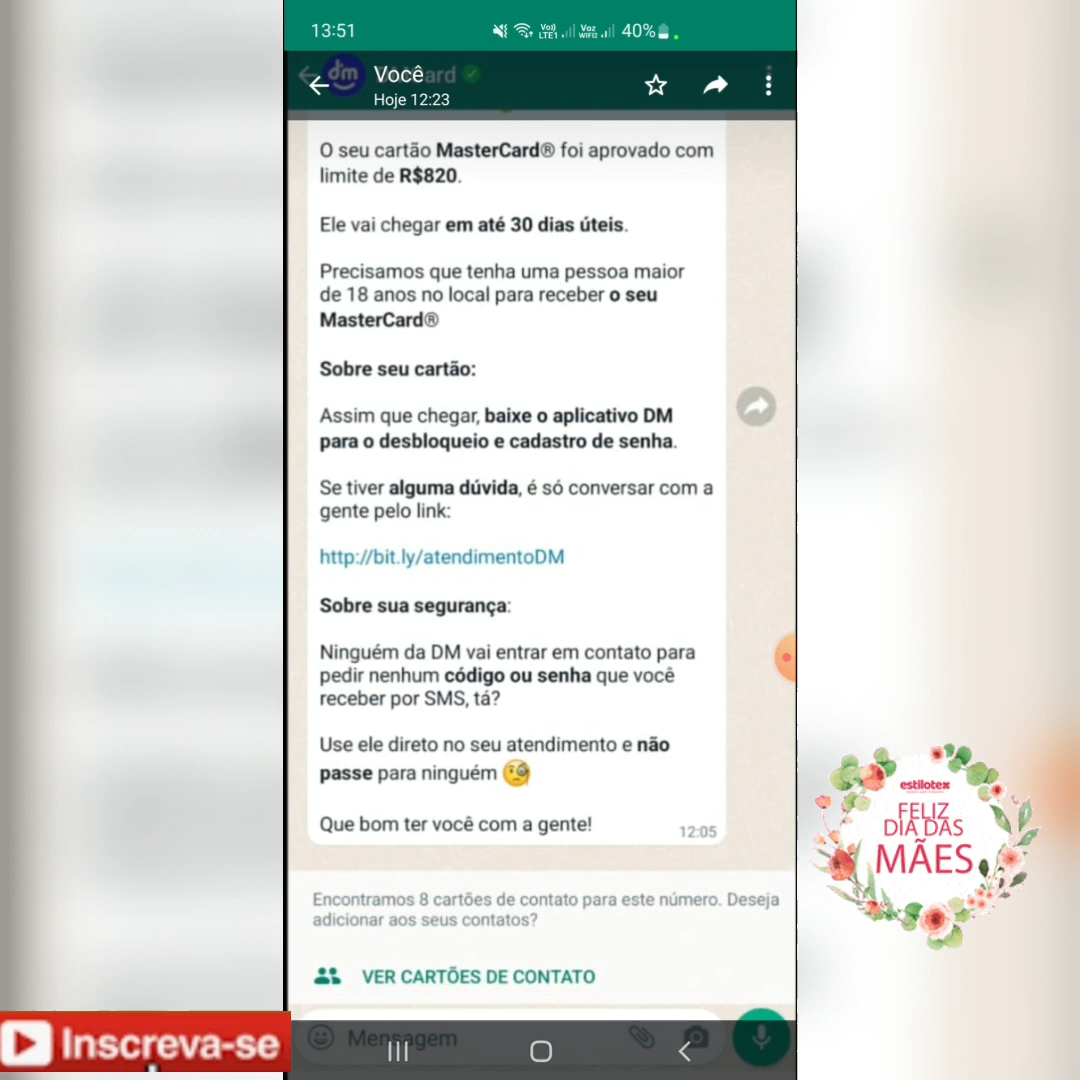 13:51
Vo) LTE1
Voz WIFI2
40%
dm
Você
Hoje 12:23
O seu cartão MasterCard® foi aprovado com
limite de R$820.
Ele vai chegar em até 30 dias úteis.
Precisamos que tenha uma pessoa maior
de 18 anos no local para receber o seu
MasterCard®
Sobre seu cartão:
Assim que chegar, baixe o aplicativo DM
para o desbloqueio e cadastro de senha.
Se tiver alguma dúvida, é só conversar com a
gente pelo link:
http://bit.ly/atendimentoDM
Sobre sua segurança:
Ninguém da DM vai entrar em contato para
pedir nenhum código ou senha que você
receber por SMS, tá?
Use ele direto no seu atendimento e não
passe para ninguém
Que bom ter você com a gente!
12:05
Encontramos 8 cartões de contato para este número. Deseja
adicionar aos seus contatos?
VER CARTÕES DE CONTATO
Mensagem
estilotex
FELIZ
DIA DAS
MÃES
Inscreva-se